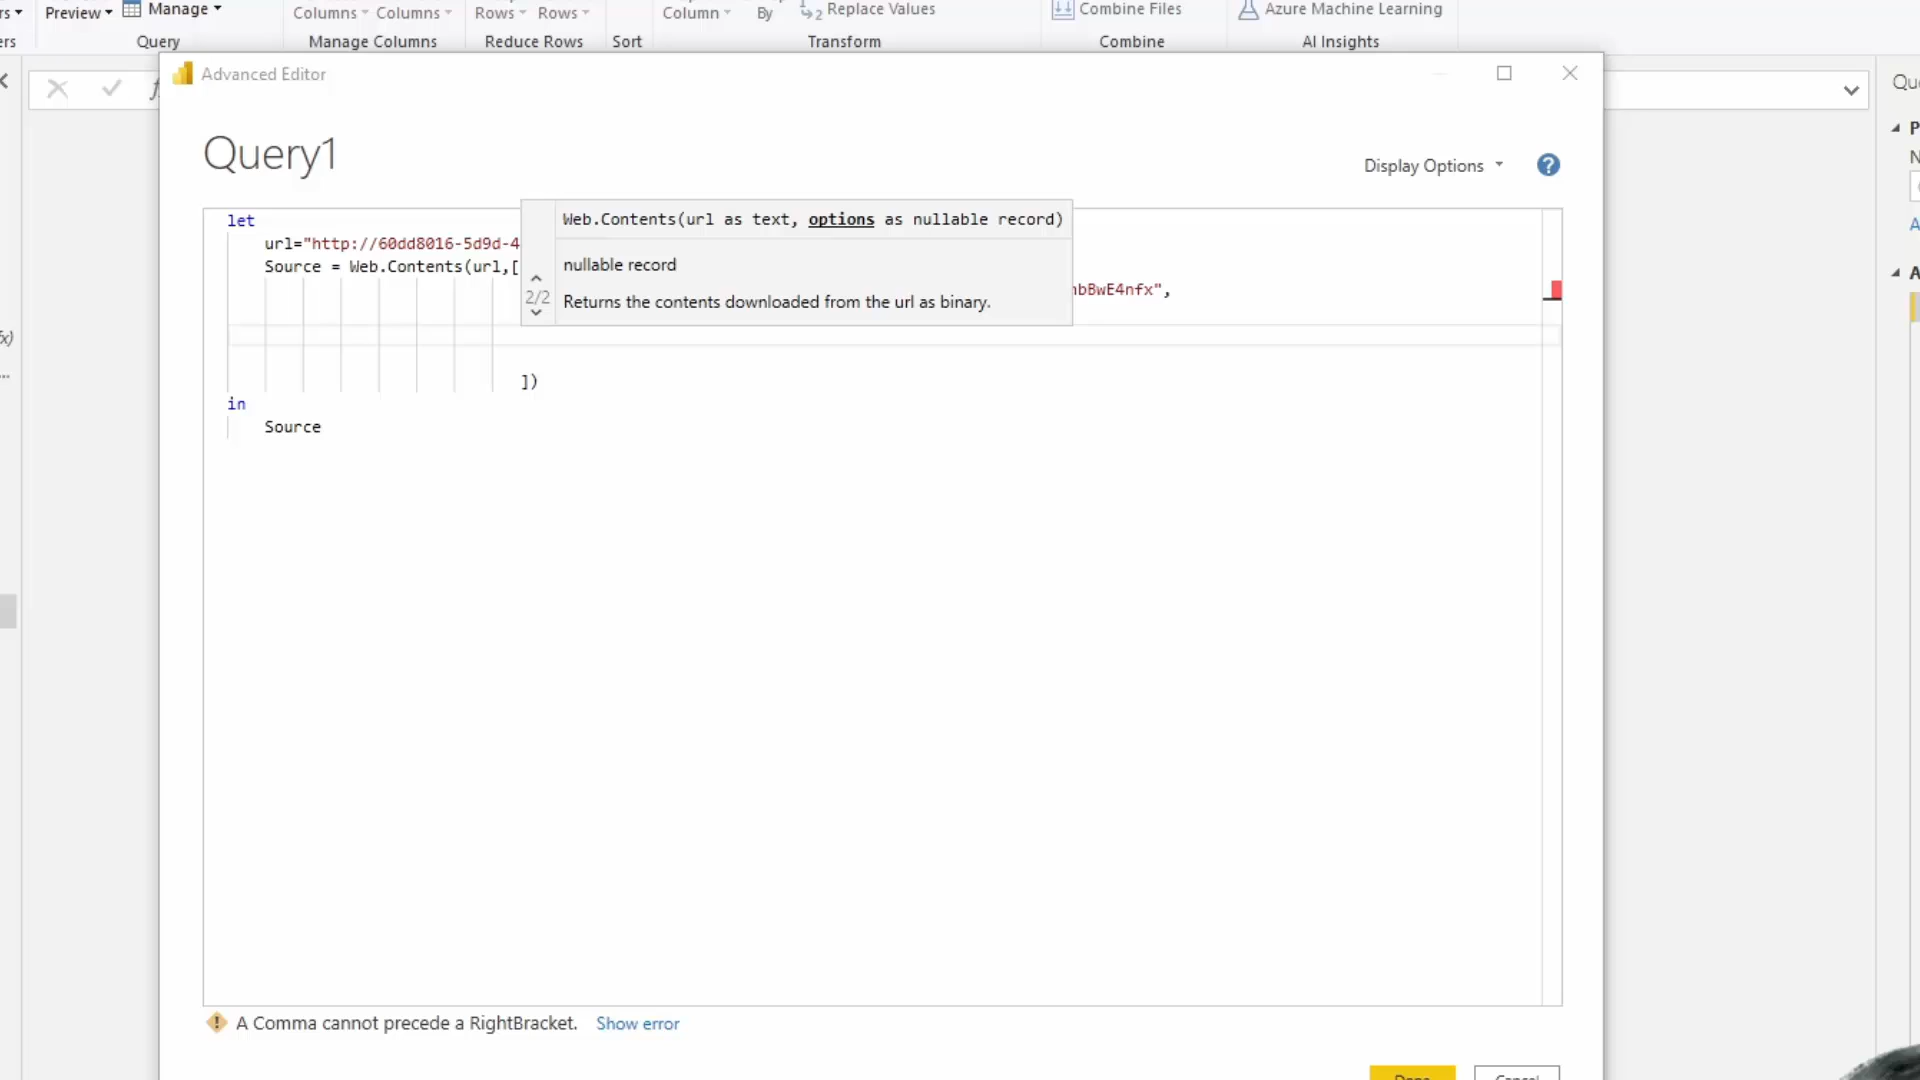 Preview
Manage
Columns
Columns
Rows
Rows
Column
By
Replace Values
Combine Files
Azure Machine Learning
Query
Manage Columns
Reduce Rows
Sort
Transform
Combine
AI Insights
Advanced Editor
Query1
Display Options
let
url="http://60dd8016-5d9d-4
Source = Web.Contents(url,[
Web.Contents(url as text, options as nullable record)
nullable record
2/2
Returns the contents downloaded from the url as binary.
nbBwE4nfx",
])
in
Source
A Comma cannot precede a RightBracket. Show error
Done
Cancel